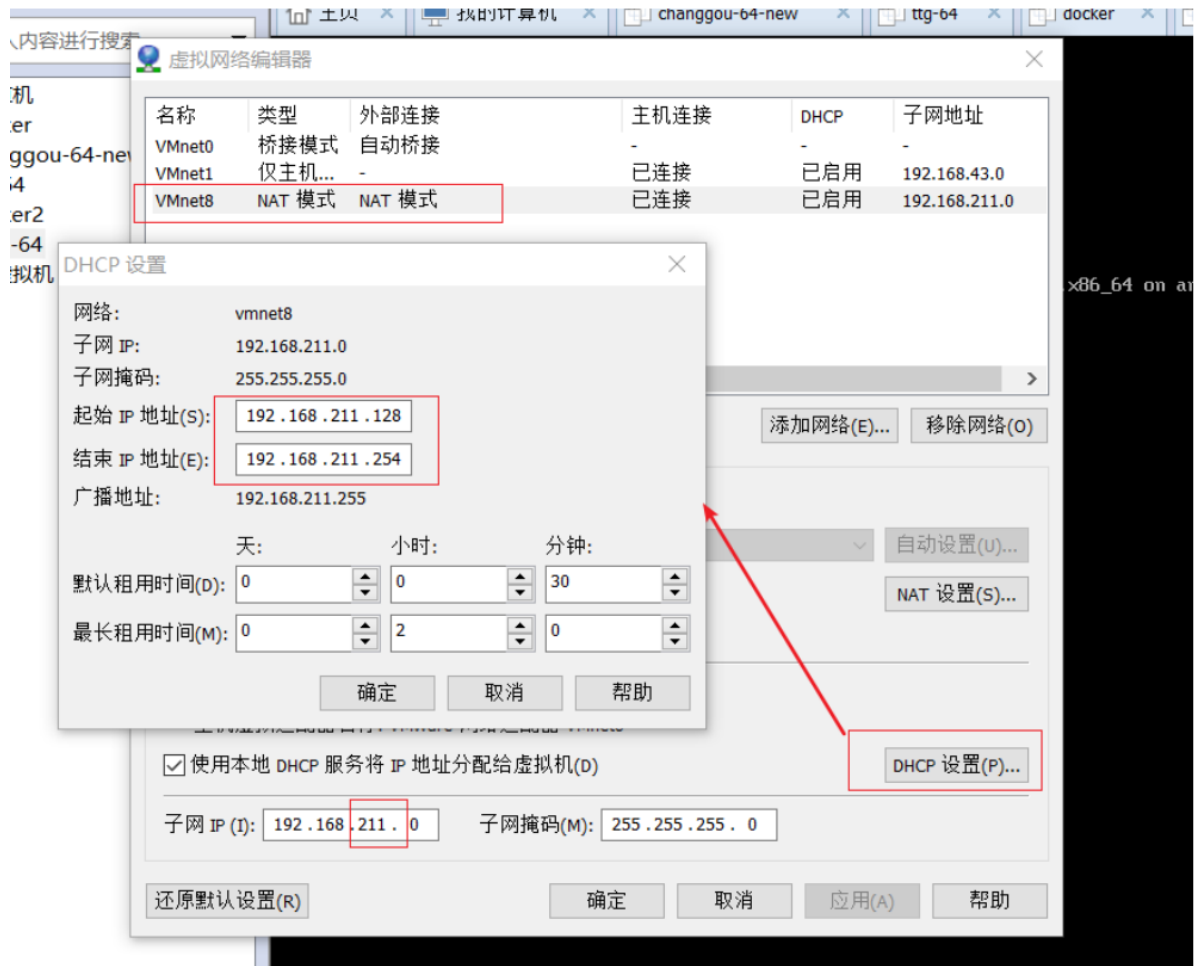 主页 × 我的计算机 × changgou-64-new × ttg-64 × docker ×
内容进行搜索
虚拟网络编辑器
名称 类型 外部连接 主机连接 DHCP 子网地址
VMnet0 桥接模式 自动桥接 - - -
VMnet1 仅主机... - 已连接 已启用 192.168.43.0
VMnet8 NAT 模式 NAT 模式 已连接 已启用 192.168.211.0
机
er
ggou-64-new
64
er2
-64
拟机
x86_64 on an
DHCP 设置
网络: vmnet8
子网 IP: 192.168.211.0
子网掩码: 255.255.255.0
起始 IP 地址(S): 192 . 168 . 211 . 128
结束 IP 地址(E): 192 . 168 . 211 . 254
广播地址: 192.168.211.255
天: 小时: 分钟:
默认租用时间(D): 0 0 30
最长租用时间(M): 0 2 0
确定 取消 帮助
添加网络(E)... 移除网络(O)
自动设置(U)...
NAT 设置(S)...
使用本地 DHCP 服务将 IP 地址分配给虚拟机(D) DHCP 设置(P)...
子网 IP (I): 192 . 168 . 211 . 0 子网掩码(M): 255 . 255 . 255 . 0
还原默认设置(R) 确定 取消 应用(A) 帮助